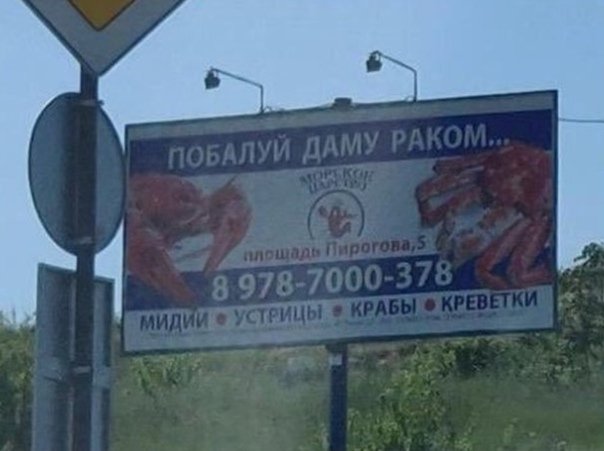 ПОБАЛУЙ ДАМУ РАКОМ...
МОРСКОЕ
ЦАРСТВО
площадь Пирогова,5
8 978-7000-378
МИДИИ • УСТРИЦЫ • КРАБЫ • КРЕВЕТКИ